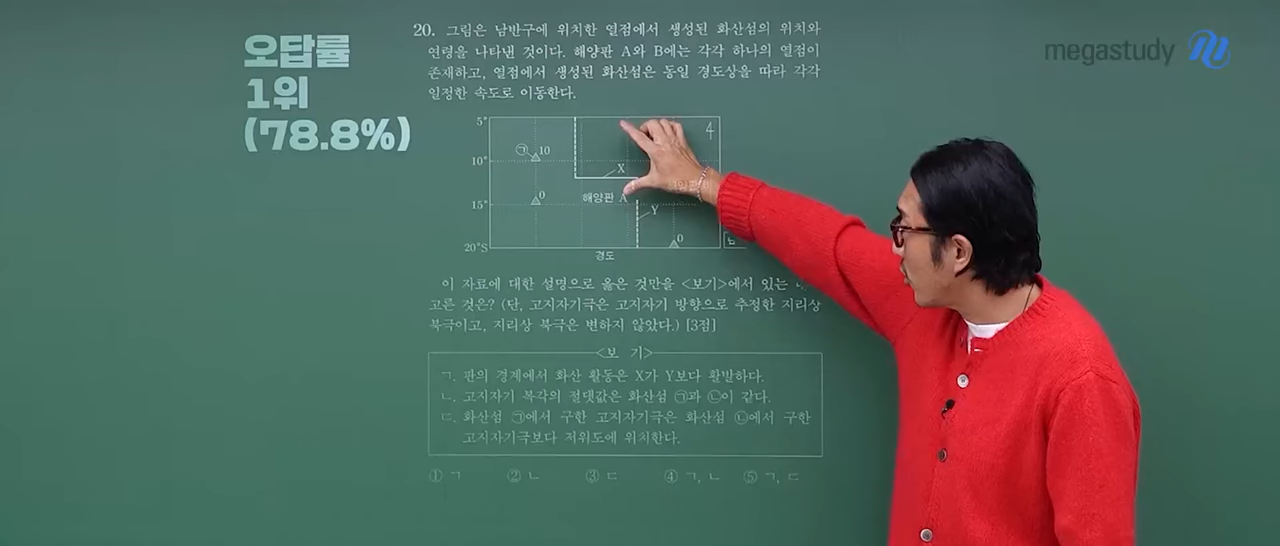 오답률
1위
(78.8%)
megastudy
20. 그림은 남반구에 위치한 열점에서 생성된 화산섬의 위치와
연령을 나타낸 것이다. 해양판 A와 B에는 각각 하나의 열점이
존재하고, 열점에서 생성된 화산섬은 동일 경도상을 따라 각각
일정한 속도로 이동한다.
5°
4
㉠ 10
10°
X
0
해양판 A
15°
Y
0
20°S
경도
이 자료에 대한 설명으로 옳은 것만을 <보기>에서 있는
고른 것은? (단, 고지자기극은 고지자기 방향으로 추정한 지리상
북극이고, 지리상 북극은 변하지 않았다.) [3점]
<보 기>
ㄱ. 판의 경계에서 화산 활동은 X가 Y보다 활발하다.
ㄴ. 고지자기 복각의 절댓값은 화산섬 ㉠과 ㉡이 같다.
ㄷ. 화산섬 ㉠에서 구한 고지자기극은 화산섬 ㉡에서 구한
고지자기극보다 저위도에 위치한다.
① ㄱ ② ㄴ ③ ㄷ ④ ㄱ, ㄴ ⑤ ㄱ, ㄷ